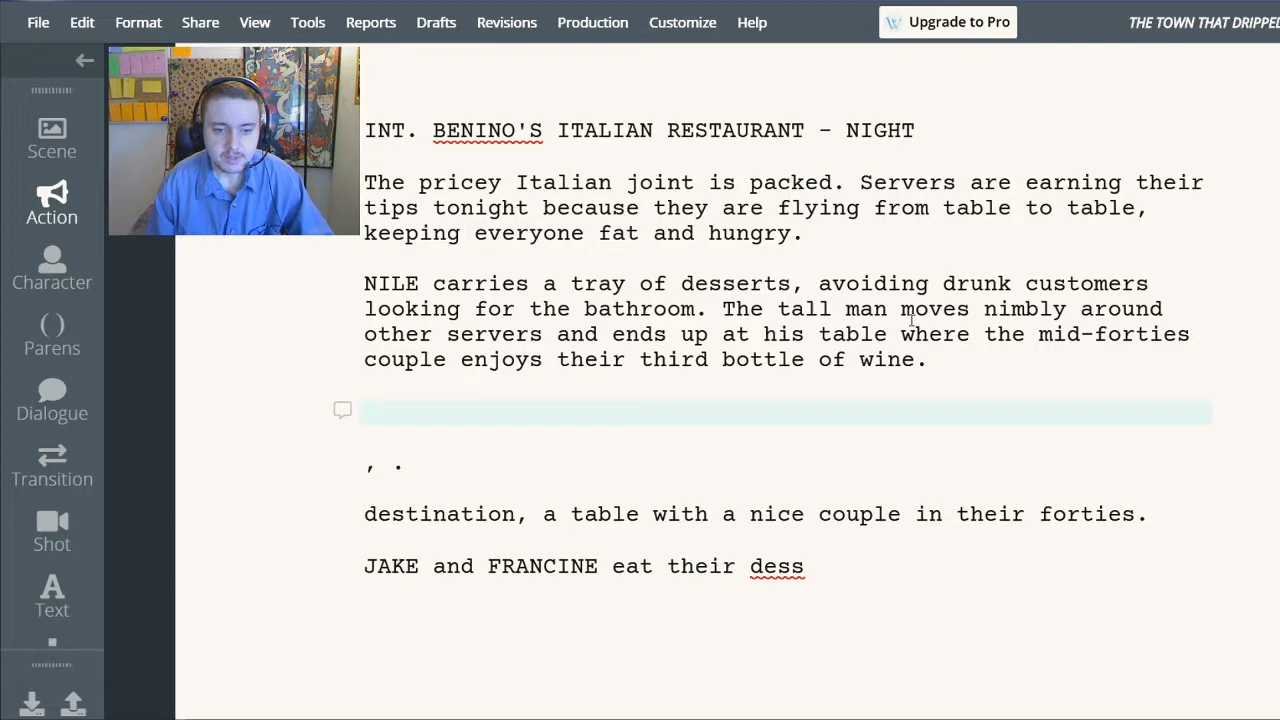 File Edit Format Share View Tools Reports Drafts Revisions Production Customize Help Upgrade to Pro THE TOWN THAT DRIPPED
Scene
Action
Character
Parens
Dialogue
Transition
Shot
A
Text
INT. BENINO'S ITALIAN RESTAURANT - NIGHT
The pricey Italian joint is packed. Servers are earning their
tips tonight because they are flying from table to table,
keeping everyone fat and hungry.
NILE carries a tray of desserts, avoiding drunk customers
looking for the bathroom. The tall man moves nimbly around
other servers and ends up at his table where the mid-forties
couple enjoys their third bottle of wine.
, .
destination, a table with a nice couple in their forties.
JAKE and FRANCINE eat their dess